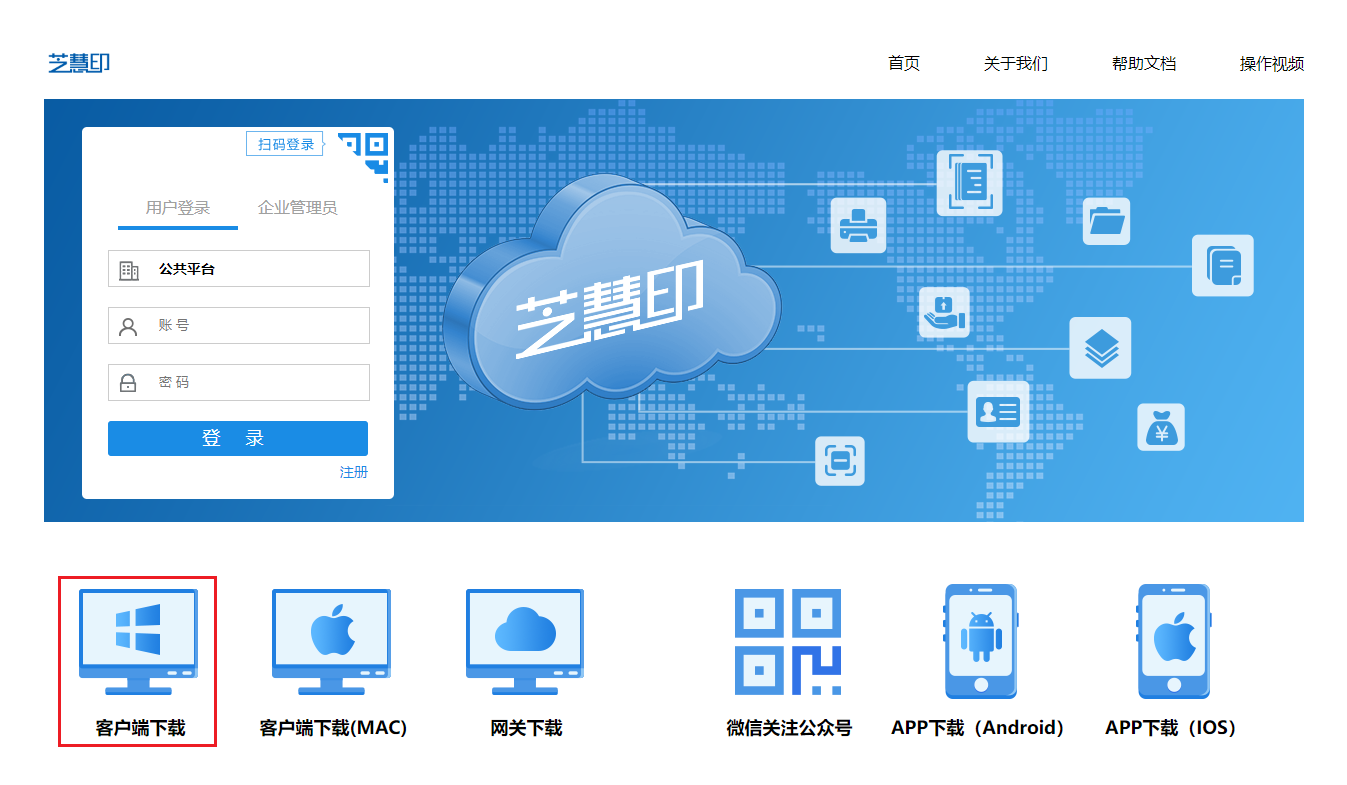 芝慧印
首页 关于我们 帮助文档 操作视频
扫码登录
用户登录 企业管理员
公共平台
账号
密码
登 录
注册
芝慧印
客户端下载 客户端下载(MAC) 网关下载 微信关注公众号 APP下载（Android） APP下载（IOS）